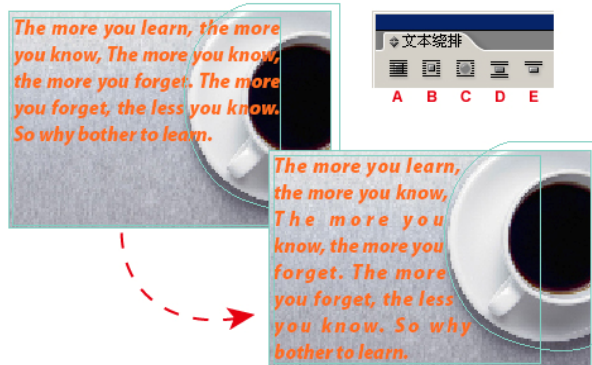 The more you learn, the more
you know, The more you know,
the more you forget. The more
you forget, the less you know.
So why bother to learn.
文本绕排
A B C D E
The more you learn,
the more you know,
The more you
know, the more you
forget. The more
you forget, the less
you know. So why
bother to learn.